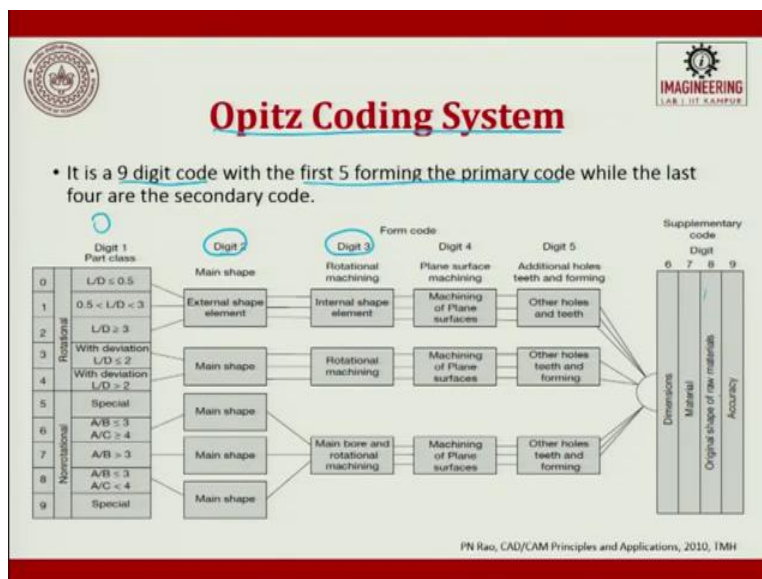 IMAGINEERING
LAB | IIT KANPUR
Opitz Coding System
• It is a 9 digit code with the first 5 forming the primary code while the last
four are the secondary code.
Form code
Supplementary
code
Digit
Digit 1
Part class
Digit 2
Digit 3
Digit 4
Digit 5
6 7 8 9
Main shape
Rotational
machining
Plane surface
machining
Additional holes
teeth and forming
Rotational
Nonrotational
0 L/D ≤ 0.5
1 0.5 < L/D < 3
2 L/D ≥ 3
3 With deviation
L/D ≤ 2
4 With deviation
L/D > 2
5 Special
6 A/B ≤ 3
A/C ≥ 4
7 A/B > 3
8 A/B ≤ 3
A/C < 4
9 Special
External shape
element
Internal shape
element
Machining
of Plane
surfaces
Other holes
and teeth
Main shape
Rotational
machining
Machining
of Plane
surfaces
Other holes
teeth and
forming
Main shape
Main shape
Main shape
Main bore and
rotational
machining
Machining
of Plane
surfaces
Other holes
teeth and
forming
Dimensions
Material
Original shape of raw materials
Accuracy
PN Rao, CAD/CAM Principles and Applications, 2010, TMH